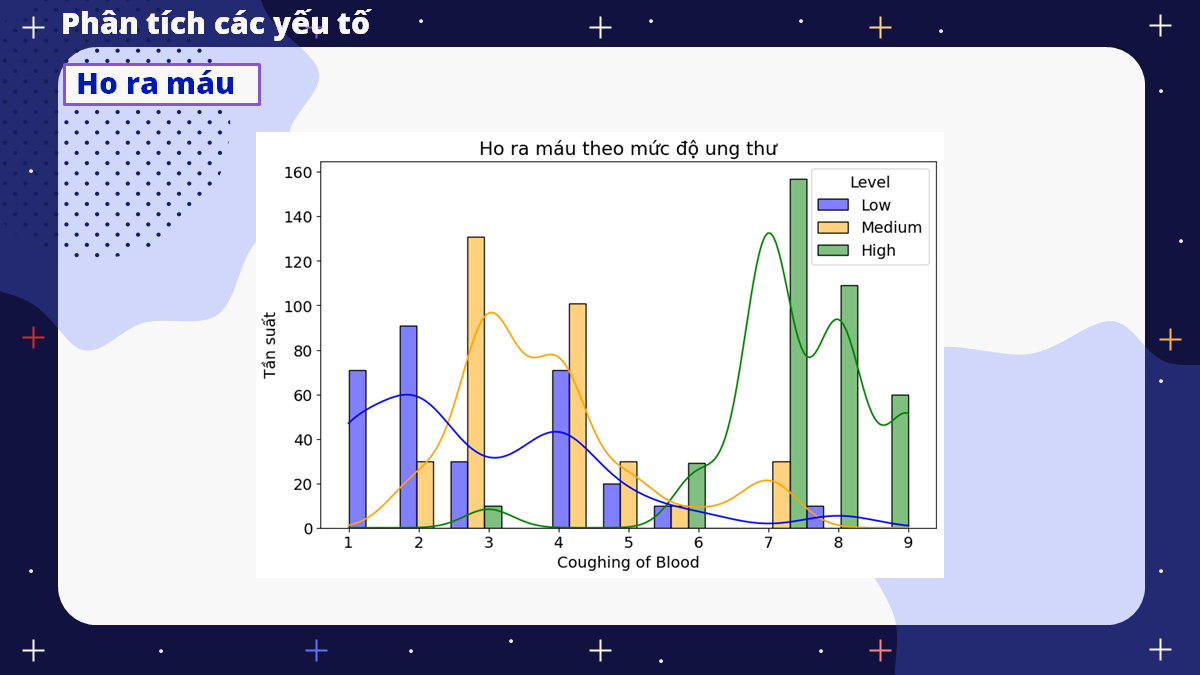 Phân tích các yếu tố
Ho ra máu
Ho ra máu theo mức độ ung thư
Level
Low
Medium
High
Tần suất
160
140
120
100
80
60
40
20
0
1 2 3 4 5 6 7 8 9
Coughing of Blood